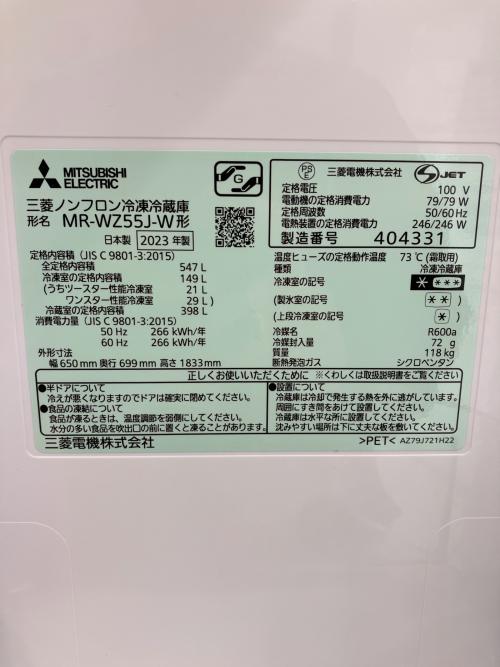 MITSUBISHI
ELECTRIC
G
三菱ノンフロン冷凍冷蔵庫
形名 MR-WZ55J-W形
日本製 2023年製
定格内容積 (JIS C 9801-3:2015)
全定格内容積 547 L
冷凍室の定格内容積 149 L
(うちツースター性能冷凍室 21 L
ワンスター性能冷凍室 29 L)
冷蔵室の定格内容積 398 L
消費電力量 (JIS C 9801-3:2015)
50 Hz 266 kWh/年
60 Hz 266 kWh/年
外形寸法
幅 650mm 奥行 699mm 高さ 1833mm
PSE 三菱電機株式会社 S JET
定格電圧 100 V
電動機の定格消費電力 79/79 W
定格周波数 50/60 Hz
電熱装置の定格消費電力 246/246 W
製造番号 404331
温度ヒューズの定格動作温度 73℃(霜取用)
種類 冷凍冷蔵庫
冷凍室の記号 ****
(製氷室の記号 **)
(上段冷凍室の記号 *)
冷媒名 R600a
冷媒封入量 72 g
質量 118 kg
断熱発泡ガス シクロペンタン
正しくお使いいただくために ※くわしくは取扱説明書をご覧ください
●半ドアについて
冷えが悪くなりますのでドアは確実に閉めてください。
●食品の凍結について
食品が凍るときは、温度調節を弱側にしてください。
水分の多い食品を吹出口の前に置くと凍ることがあります。
●設置について
冷蔵庫は冷却で発生する熱を外に逃がしています。
周囲にすき間をあけて設置してください。
冷蔵庫は水平な所に設置してください。
沈みやすい場所は下に丈夫な板を敷いてください。
三菱電機株式会社 >PET< AZ79J721H22